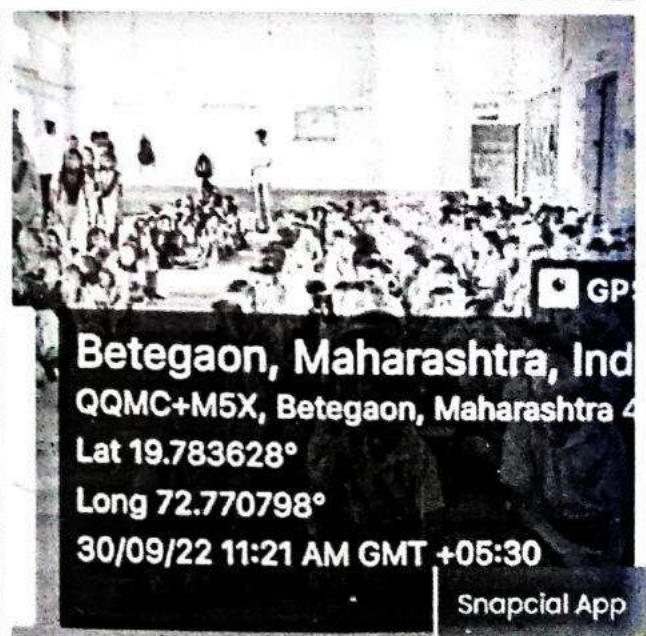 GPS
Betegaon, Maharashtra, Ind
QQMC+M5X, Betegaon, Maharashtra 4
Lat 19.783628°
Long 72.770798°
30/09/22 11:21 AM GMT +05:30
Snapcial App